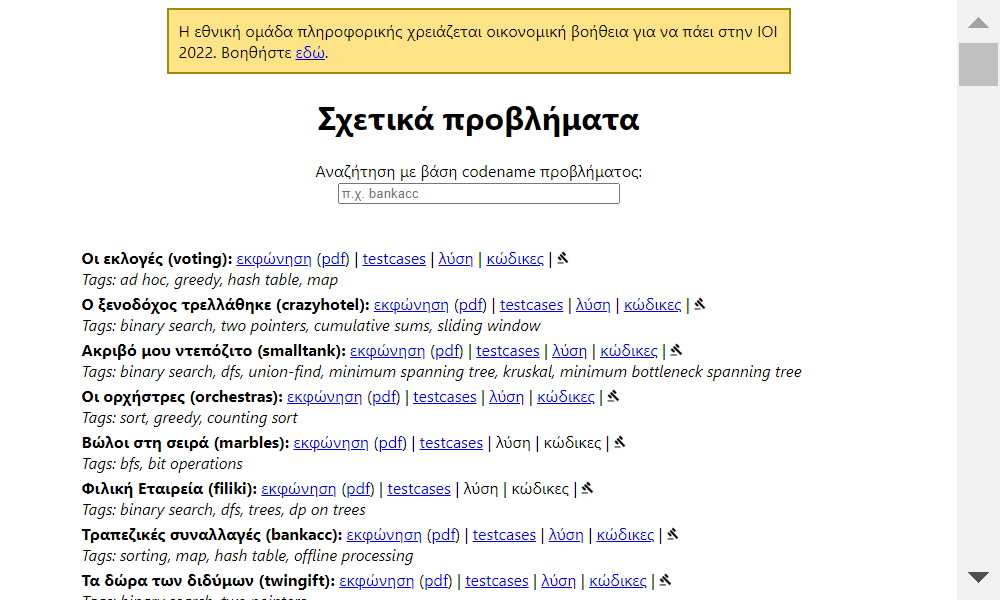 Η εθνική ομάδα πληροφορικής χρειάζεται οικονομική βοήθεια για να πάει στην IOI
2022. Βοηθήστε εδώ.
Σχετικά προβλήματα
Αναζήτηση με βάση codename προβλήματος:
π.χ. bankacc
Οι εκλογές (voting): εκφώνηση (pdf) | testcases | λύση | κώδικες |
Tags: ad hoc, greedy, hash table, map
Ο ξενοδόχος τρελλάθηκε (crazyhotel): εκφώνηση (pdf) | testcases | λύση | κώδικες |
Tags: binary search, two pointers, cumulative sums, sliding window
Ακριβό μου ντεπόζιτο (smalltank): εκφώνηση (pdf) | testcases | λύση | κώδικες |
Tags: binary search, dfs, union-find, minimum spanning tree, kruskal, minimum bottleneck spanning tree
Οι ορχήστρες (orchestras): εκφώνηση (pdf) | testcases | λύση | κώδικες |
Tags: sort, greedy, counting sort
Βώλοι στη σειρά (marbles): εκφώνηση (pdf) | testcases | λύση | κώδικες |
Tags: bfs, bit operations
Φιλική Εταιρεία (filiki): εκφώνηση (pdf) | testcases | λύση | κώδικες |
Tags: binary search, dfs, trees, dp on trees
Τραπεζικές συναλλαγές (bankacc): εκφώνηση (pdf) | testcases | λύση | κώδικες |
Tags: sorting, map, hash table, offline processing
Τα δώρα των διδύμων (twingift): εκφώνηση (pdf) | testcases | λύση | κώδικες |
Tags: binary search, two pointers